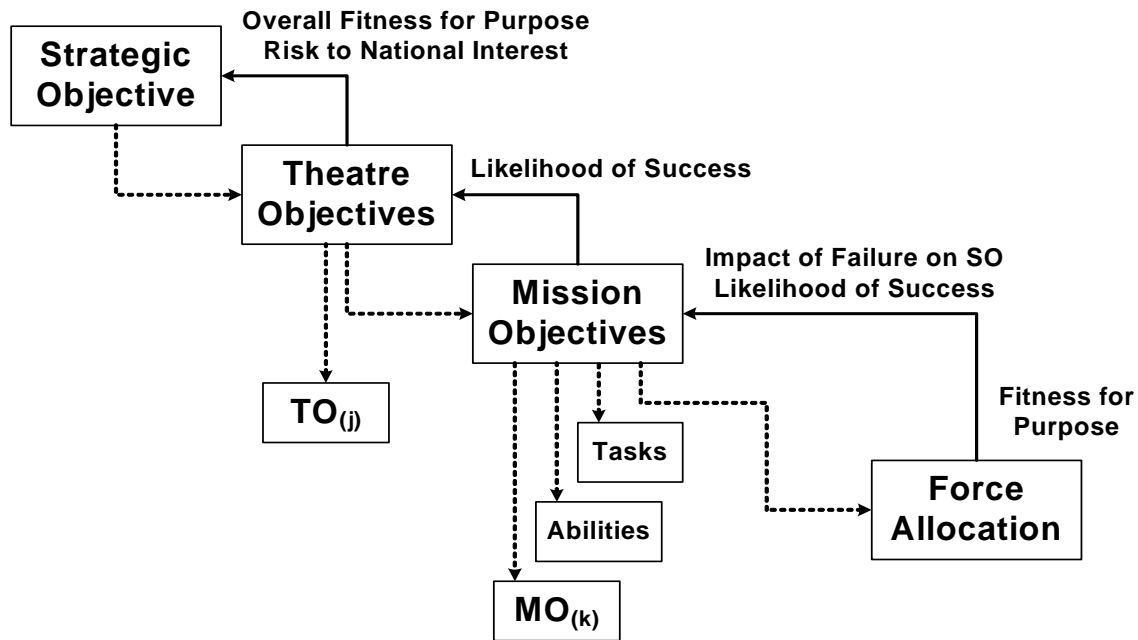 Overall Fitness for Purpose
Risk to National Interest
Strategic
Objective
Theatre
Objectives
Likelihood of Success
Impact of Failure on SO
Likelihood of Success
Mission
Objectives
TO(j)
Fitness for
Purpose
Tasks
Force
Allocation
Abilities
MO(k)